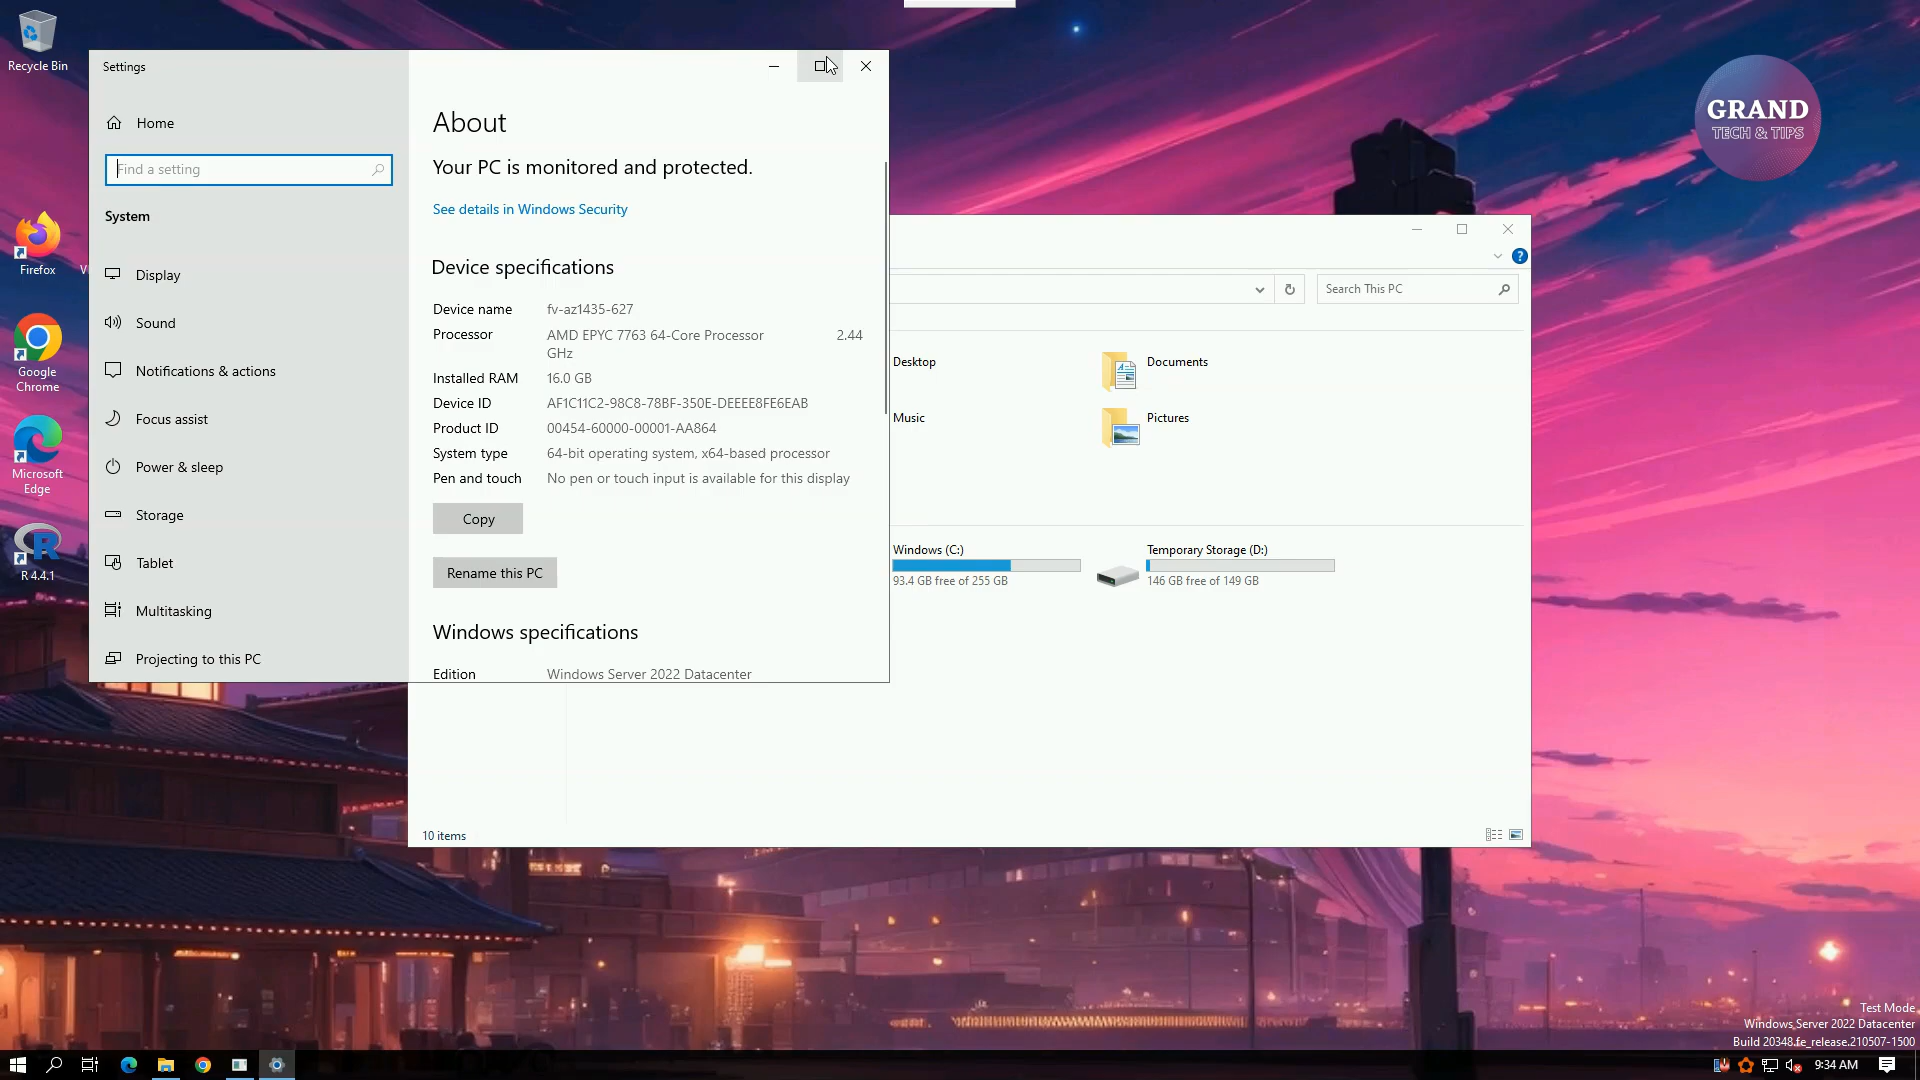 Recycle Bin
Firefox
V
Google
Chrome
Microsoft
Edge
R 4.4.1
Settings
Home
Find a setting
System
Display
Sound
Notifications & actions
Focus assist
Power & sleep
Storage
Tablet
Multitasking
Projecting to this PC
About
Your PC is monitored and protected.
See details in Windows Security
Device specifications
Device name fv-az1435-627
Processor AMD EPYC 7763 64-Core Processor 2.44
GHz
Installed RAM 16.0 GB
Device ID AF1C11C2-98C8-78BF-350E-DEEEE8FE6EAB
Product ID 00454-60000-00001-AA864
System type 64-bit operating system, x64-based processor
Pen and touch No pen or touch input is available for this display
Copy
Rename this PC
Windows specifications
Edition Windows Server 2022 Datacenter
Search This PC
Desktop
Documents
Music
Pictures
Windows (C:)
93.4 GB free of 255 GB
Temporary Storage (D:)
146 GB free of 149 GB
10 items
GRAND
TECH & TIPS
Test Mode
Windows Server 2022 Datacenter
Build 20348.fe_release.210507-1500
9:34 AM